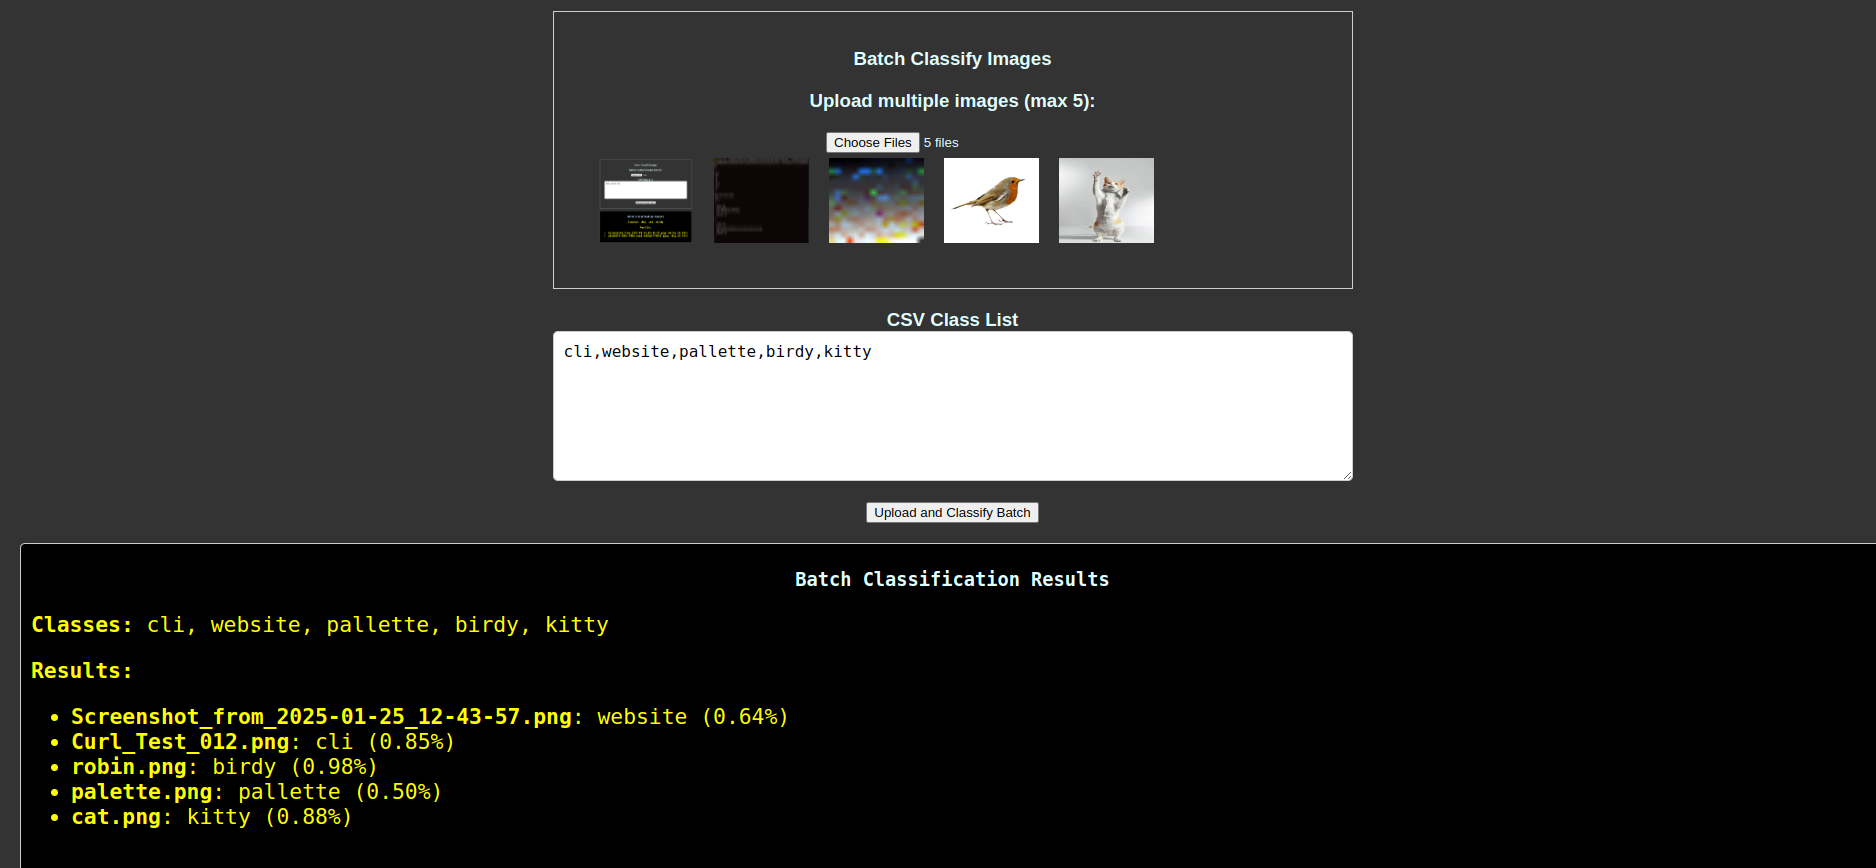 Batch Classify Images
Upload multiple images (max 5):
Choose Files 5 files
CSV Class List
cli,website,pallette,birdy,kitty
Upload and Classify Batch
Batch Classification Results
Classes: cli, website, pallette, birdy, kitty
Results:
• Screenshot_from_2025-01-25_12-43-57.png: website (0.64%)
• Curl_Test_012.png: cli (0.85%)
• robin.png: birdy (0.98%)
• palette.png: pallette (0.50%)
• cat.png: kitty (0.88%)